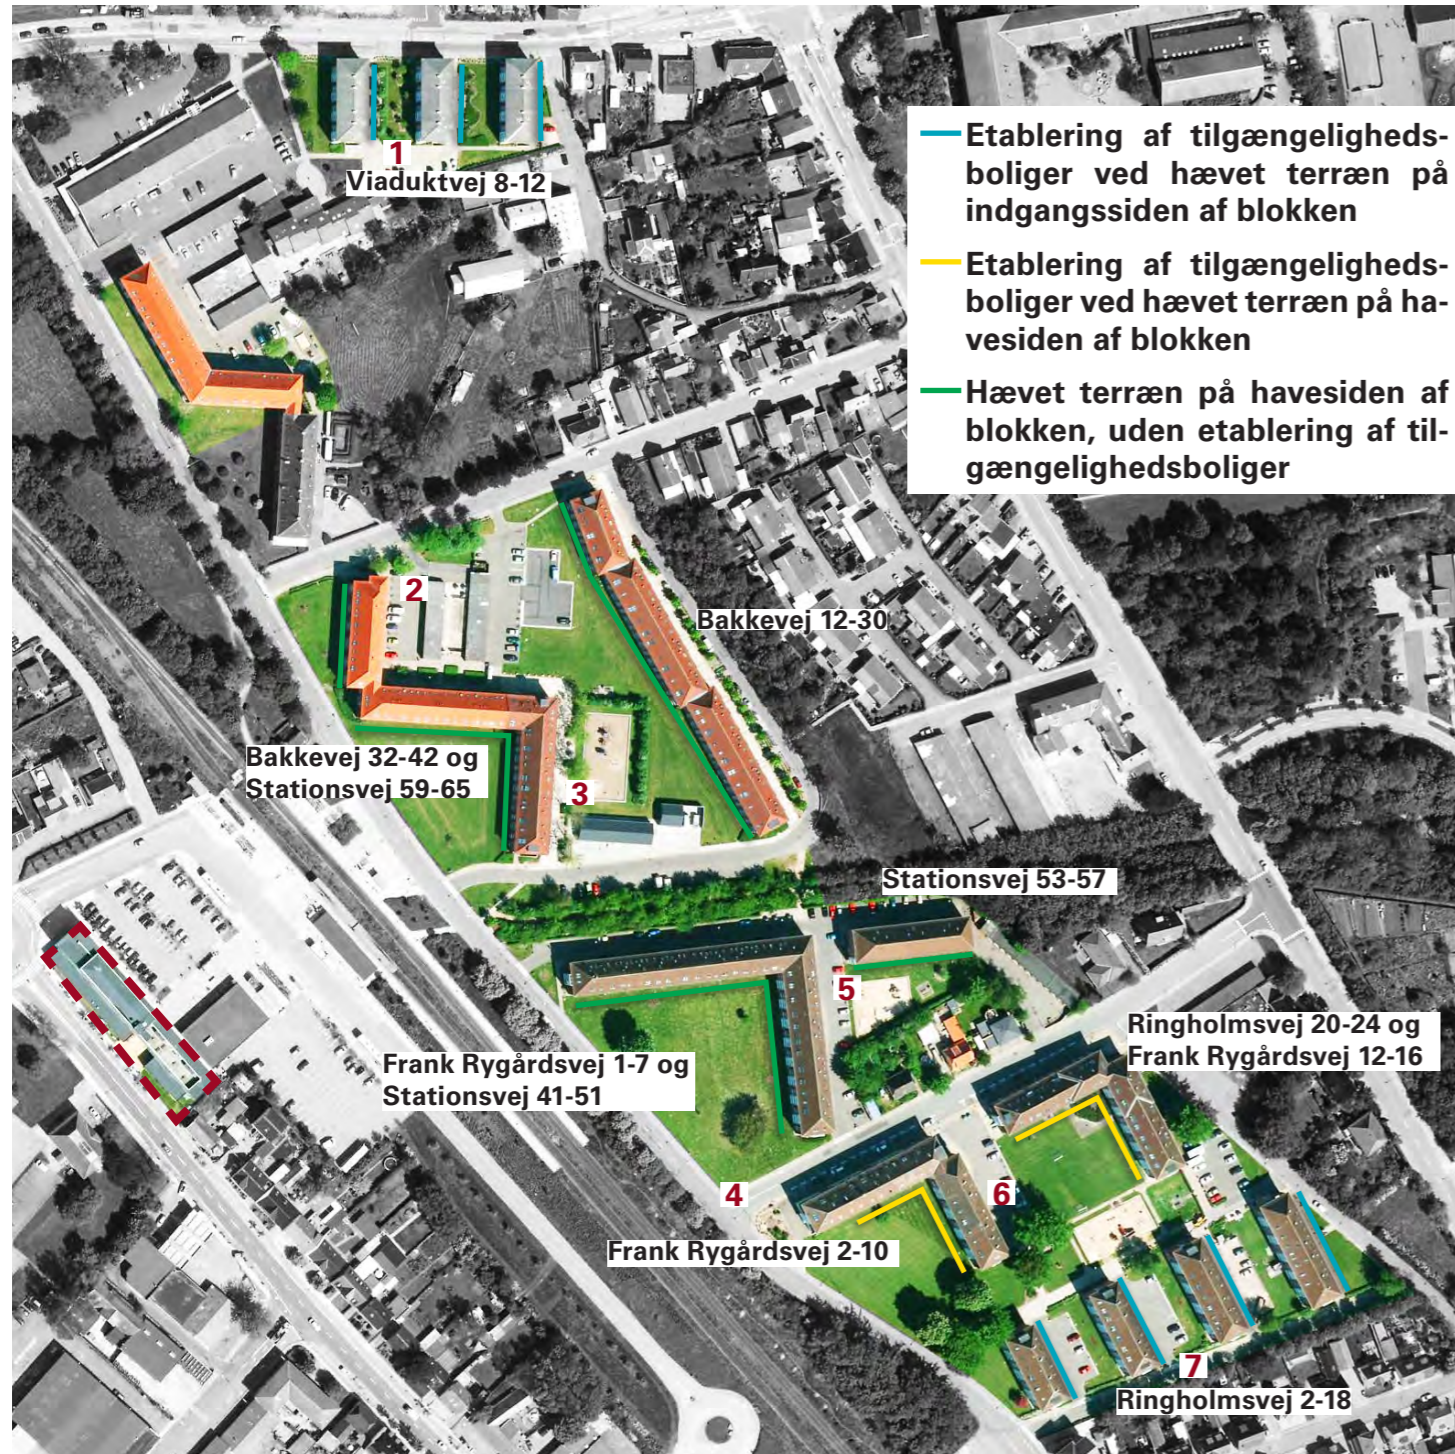 1
Viaduktvej 8-12
Etablering af tilgængeligheds-
boliger ved hævet terræn på
indgangssiden af blokken
Etablering af tilgængeligheds-
boliger ved hævet terræn på ha-
vesiden af blokken
Hævet terræn på havesiden af
blokken, uden etablering af til-
gængelighedsboliger
2
Bakkevej 12-30
Bakkevej 32-42 og
Stationsvej 59-65
3
Stationsvej 53-57
5
Ringholmsvej 20-24 og
Frank Rygårdsvej 12-16
Frank Rygårdsvej 1-7 og
Stationsvej 41-51
4
6
Frank Rygårdsvej 2-10
7
Ringholmsvej 2-18